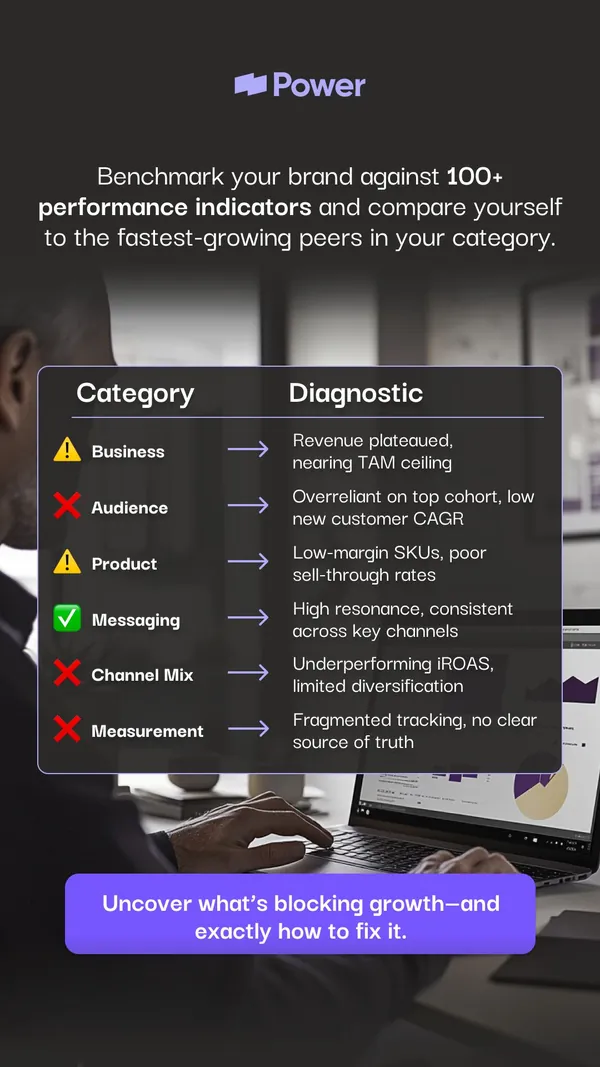 Power
Benchmark your brand against 100+
performance indicators and compare yourself
to the fastest-growing peers in your category.
Category Diagnostic
⚠️ Business → Revenue plateaued,
nearing TAM ceiling
❌ Audience → Overreliant on top cohort, low
new customer CAGR
⚠️ Product → Low-margin SKUs, poor
sell-through rates
✅ Messaging → High resonance, consistent
across key channels
❌ Channel Mix → Underperforming iROAS,
limited diversification
❌ Measurement → Fragmented tracking, no clear
source of truth
Uncover what's blocking growth—and
exactly how to fix it.